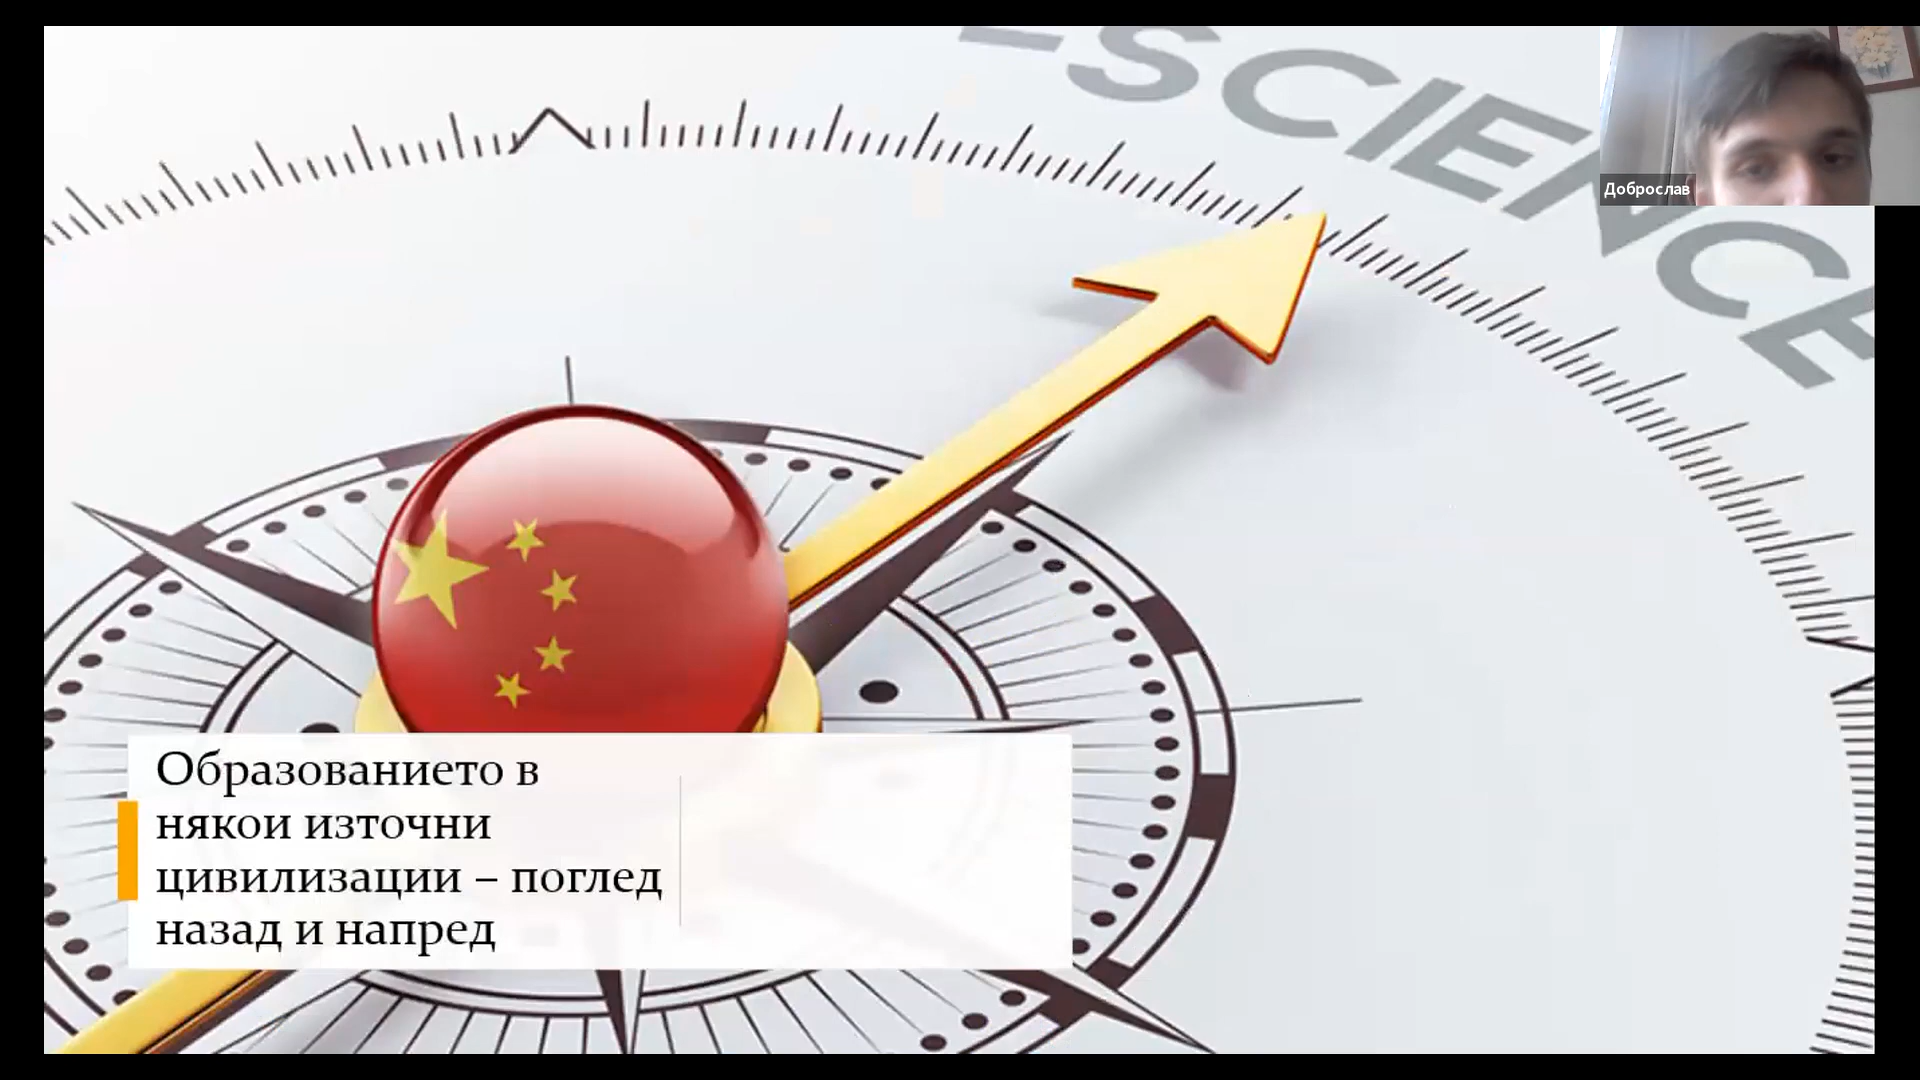 SCIENCE
Доброслав
Образованието в
някои източни
цивилизации – поглед
назад и напред